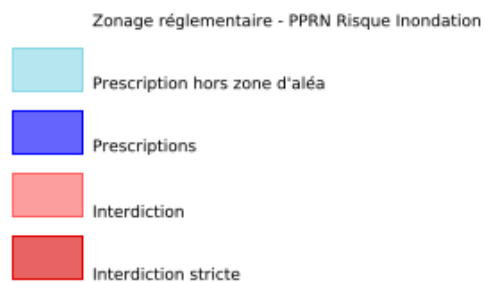 Zonage réglementaire - PPRN Risque Inondation
Prescription hors zone d'aléa
Prescriptions
Interdiction
Interdiction stricte